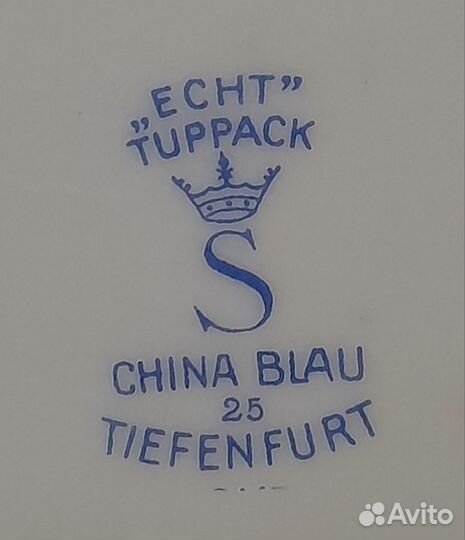 „ECHT”
TUPPACK
S
CHINA BLAU
25
TIEFENFURT
Avito